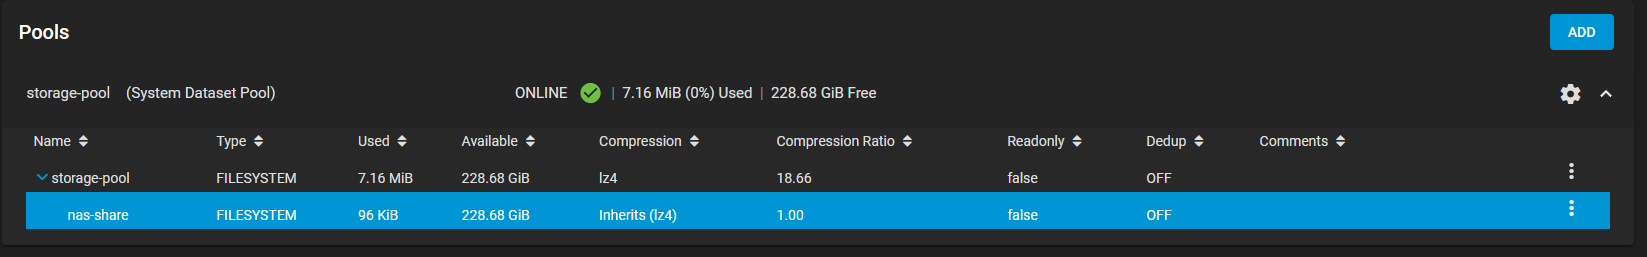 Pools
ADD
storage-pool (System Dataset Pool) ONLINE | 7.16 MiB (0%) Used | 228.68 GiB Free
Name Type Used Available Compression Compression Ratio Readonly Dedup Comments
storage-pool FILESYSTEM 7.16 MiB 228.68 GiB lz4 18.66 false OFF
nas-share FILESYSTEM 96 KiB 228.68 GiB Inherits (lz4) 1.00 false OFF